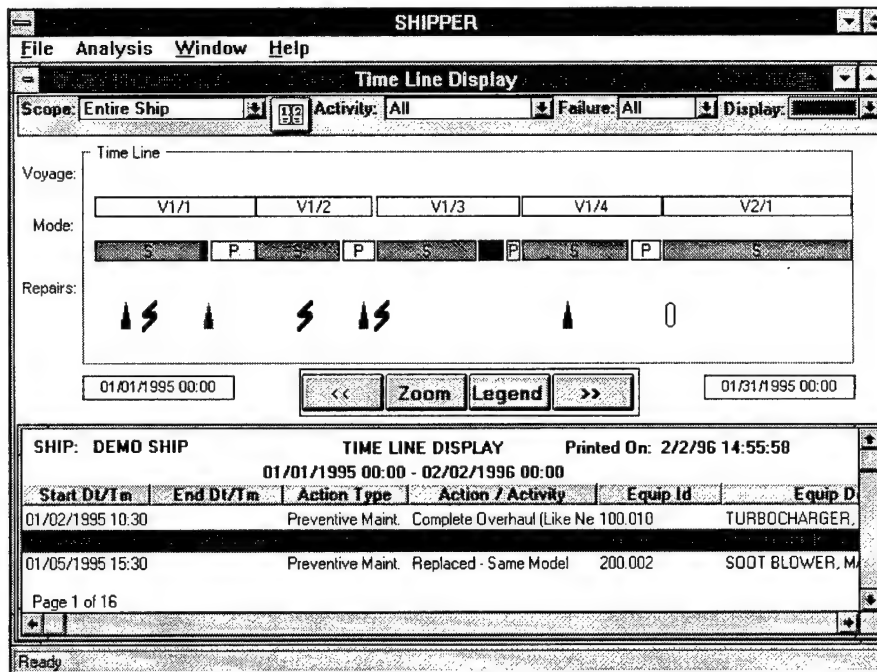 SHIPPER
File Analysis Window Help
Time Line Display
Scope: Entire Ship Activity: All Failure: All Display:
Time Line
Voyage:
V1/1 V1/2 V1/3 V1/4 V2/1
Mode:
S P S P S P S P S
Repairs:
01/01/1995 00:00 << Zoom Legend >> 01/31/1995 00:00
SHIP: DEMO SHIP TIME LINE DISPLAY Printed On: 2/2/96 14:55:58
01/01/1995 00:00 - 02/02/1996 00:00
Start Dt/Tm End Dt/Tm Action Type Action / Activity Equip Id Equip D
01/02/1995 10:30 Preventive Maint. Complete Overhaul (Like Ne 100.010 TURBOCHARGER,
01/05/1995 15:30 Preventive Maint. Replaced - Same Model 200.002 SOOT BLOWER, MA
Page 1 of 16
Ready